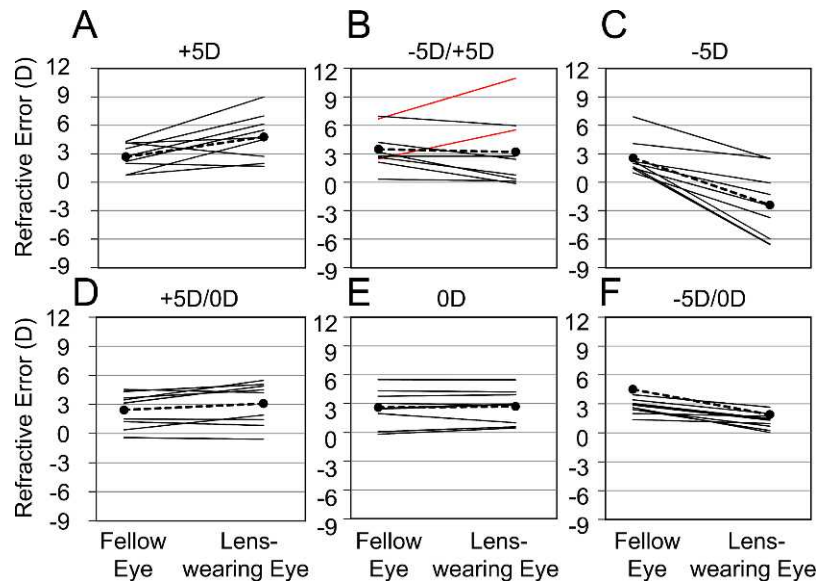 A
B
C
+5D
-5D/+5D
-5D
Refractive Error (D)
12
9
6
3
0
-3
-6
-9
12
9
6
3
0
-3
-6
-9
12
9
6
3
0
-3
-6
-9
D
E
F
+5D/0D
0D
-5D/0D
Refractive Error (D)
12
9
6
3
0
-3
-6
-9
12
9
6
3
0
-3
-6
-9
12
9
6
3
0
-3
-6
-9
Fellow
Eye
Lens-
wearing Eye
Fellow
Eye
Lens-
wearing Eye
Fellow
Eye
Lens-
wearing Eye